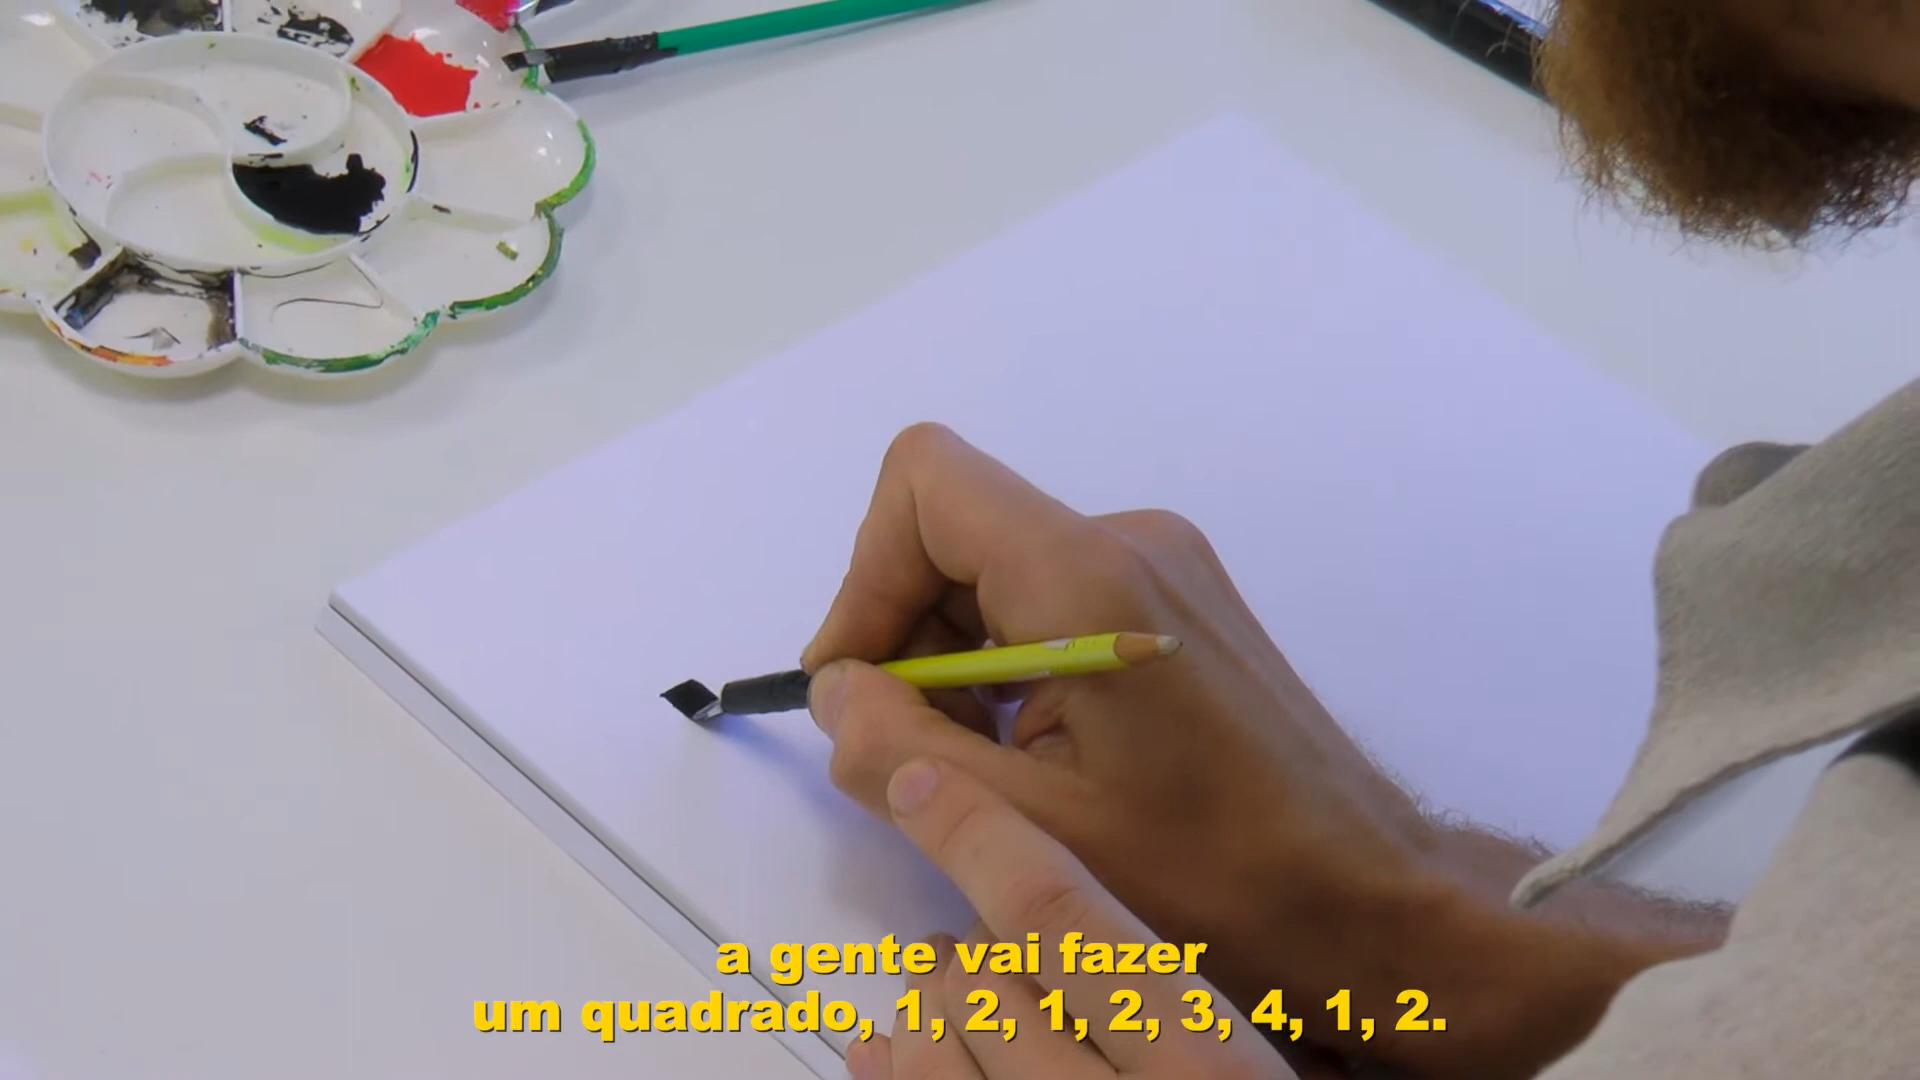 a gente vai fazer
um quadrado, 1, 2, 1, 2, 3, 4, 1, 2.